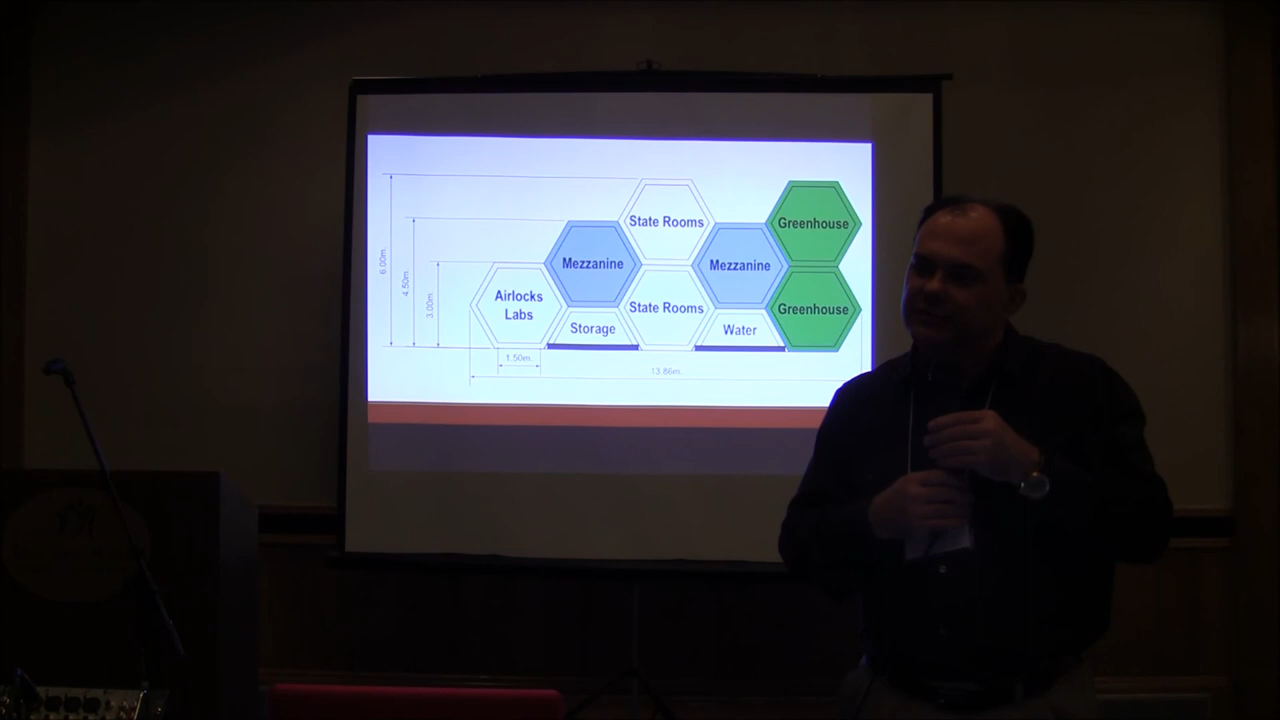 State Rooms
Greenhouse
Mezzanine
Mezzanine
Airlocks
Labs
State Rooms
Greenhouse
Storage
Water
6.00m.
4.50m.
3.00m.
1.50m.
13.86m.